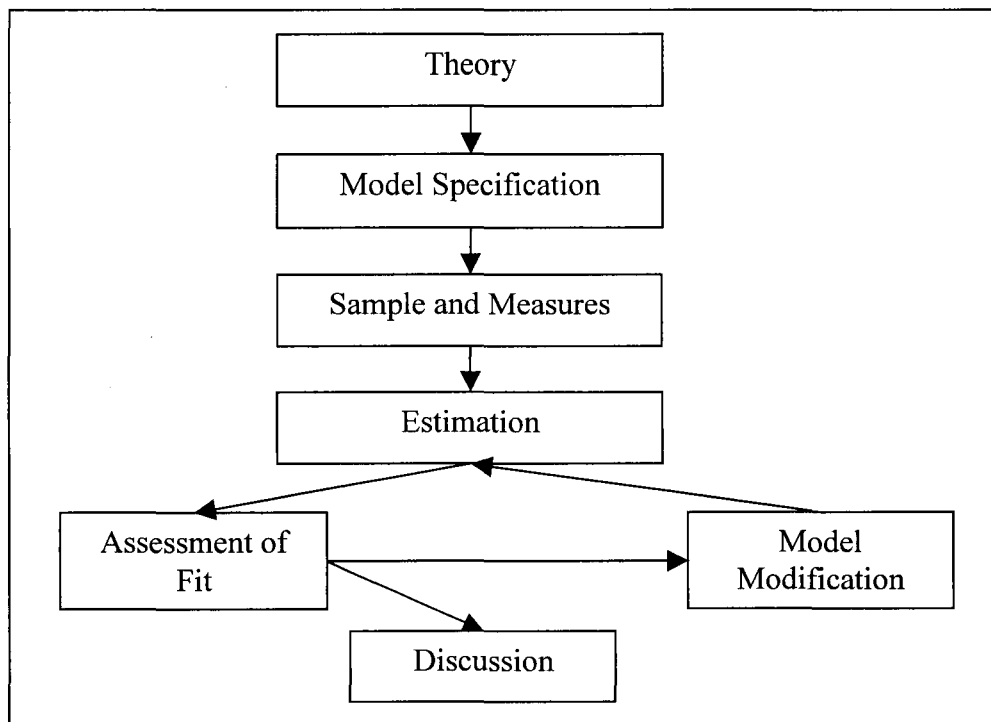 Theory
Model Specification
Sample and Measures
Estimation
Assessment of
Fit
Model
Modification
Discussion